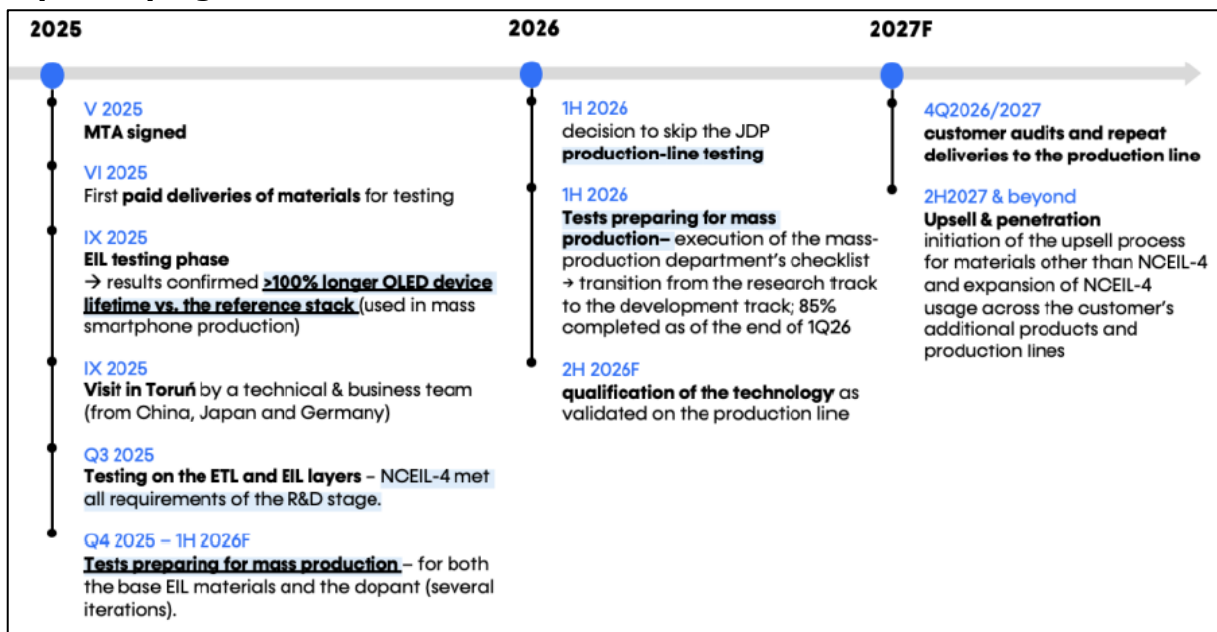 2025
V 2025
MTA signed
VI 2025
First paid deliveries of materials for testing
IX 2025
EIL testing phase
→ results confirmed >100% longer OLED device
lifetime vs. the reference stack (used in mass
smartphone production)
IX 2025
Visit in Toruń by a technical & business team
(from China, Japan and Germany)
Q3 2025
Testing on the ETL and EIL layers – NCEIL-4 met
all requirements of the R&D stage.
Q4 2025 – 1H 2026F
Tests preparing for mass production – for both
the base EIL materials and the dopant (several
iterations).
2026
1H 2026
decision to skip the JDP
production-line testing
1H 2026
Tests preparing for mass
production– execution of the mass-
production department's checklist
→ transition from the research track
to the development track; 85%
completed as of the end of 1Q26
2H 2026F
qualification of the technology as
validated on the production line
2027F
4Q2026/2027
customer audits and repeat
deliveries to the production line
2H2027 & beyond
Upsell & penetration
initiation of the upsell process
for materials other than NCEIL-4
and expansion of NCEIL-4
usage across the customer's
additional products and
production lines